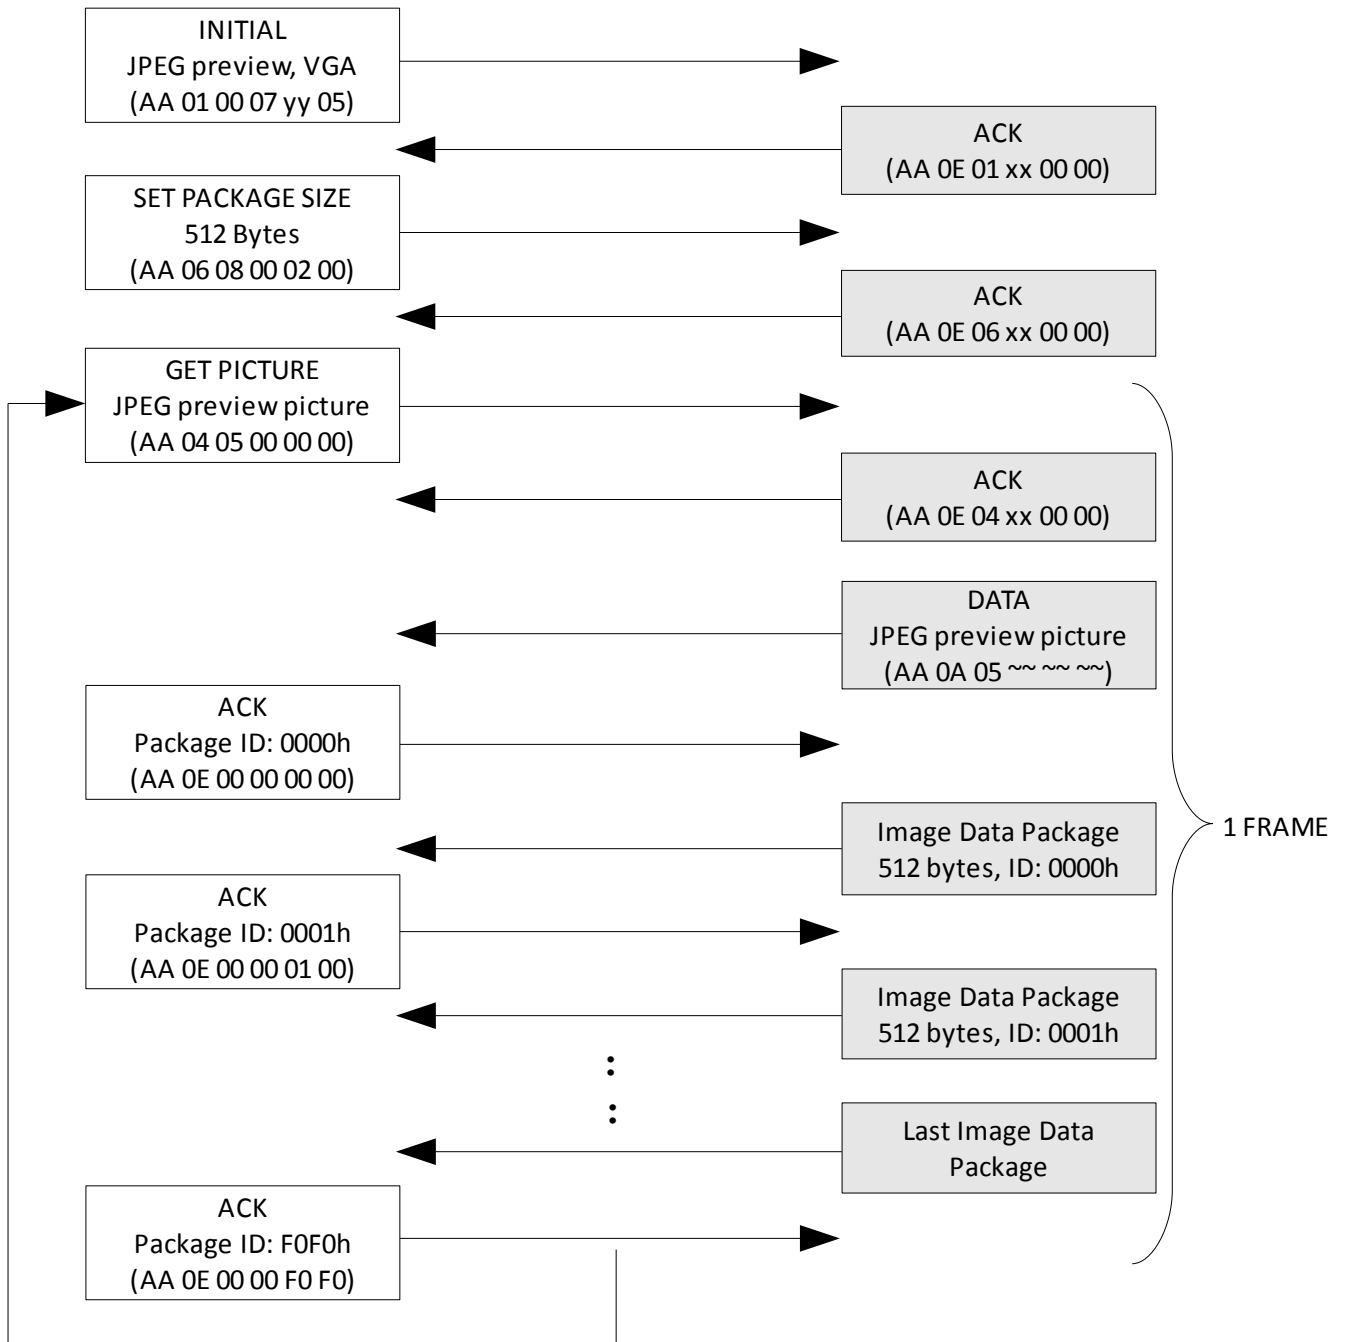 INITIAL
JPEG preview, VGA
(AA 01 00 07 yy 05)
ACK
(AA 0E 01 xx 00 00)
SET PACKAGE SIZE
512 Bytes
(AA 06 08 00 02 00)
ACK
(AA 0E 06 xx 00 00)
GET PICTURE
JPEG preview picture
(AA 04 05 00 00 00)
ACK
(AA 0E 04 xx 00 00)
DATA
JPEG preview picture
(AA 0A 05 ~~ ~~ ~~)
ACK
Package ID: 0000h
(AA 0E 00 00 00 00)
Image Data Package
512 bytes, ID: 0000h
1 FRAME
ACK
Package ID: 0001h
(AA 0E 00 00 01 00)
Image Data Package
512 bytes, ID: 0001h
Last Image Data
Package
ACK
Package ID: F0F0h
(AA 0E 00 00 F0 F0)